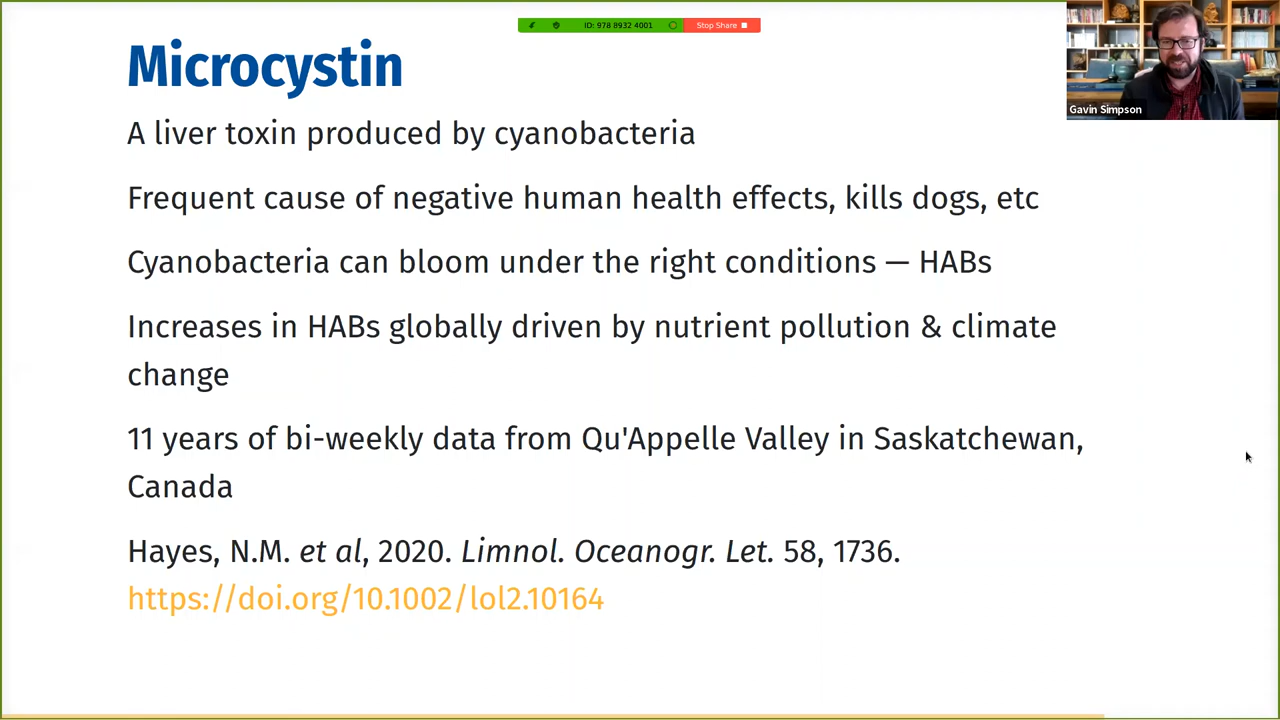 ID: 978 8932 4001
Stop Share
Microcystin
Gavin Simpson
A liver toxin produced by cyanobacteria
Frequent cause of negative human health effects, kills dogs, etc
Cyanobacteria can bloom under the right conditions — HABs
Increases in HABs globally driven by nutrient pollution & climate
change
11 years of bi-weekly data from Qu'Appelle Valley in Saskatchewan,
Canada
Hayes, N.M. et al, 2020. Limnol. Oceanogr. Let. 58, 1736.
https://doi.org/10.1002/lol2.10164